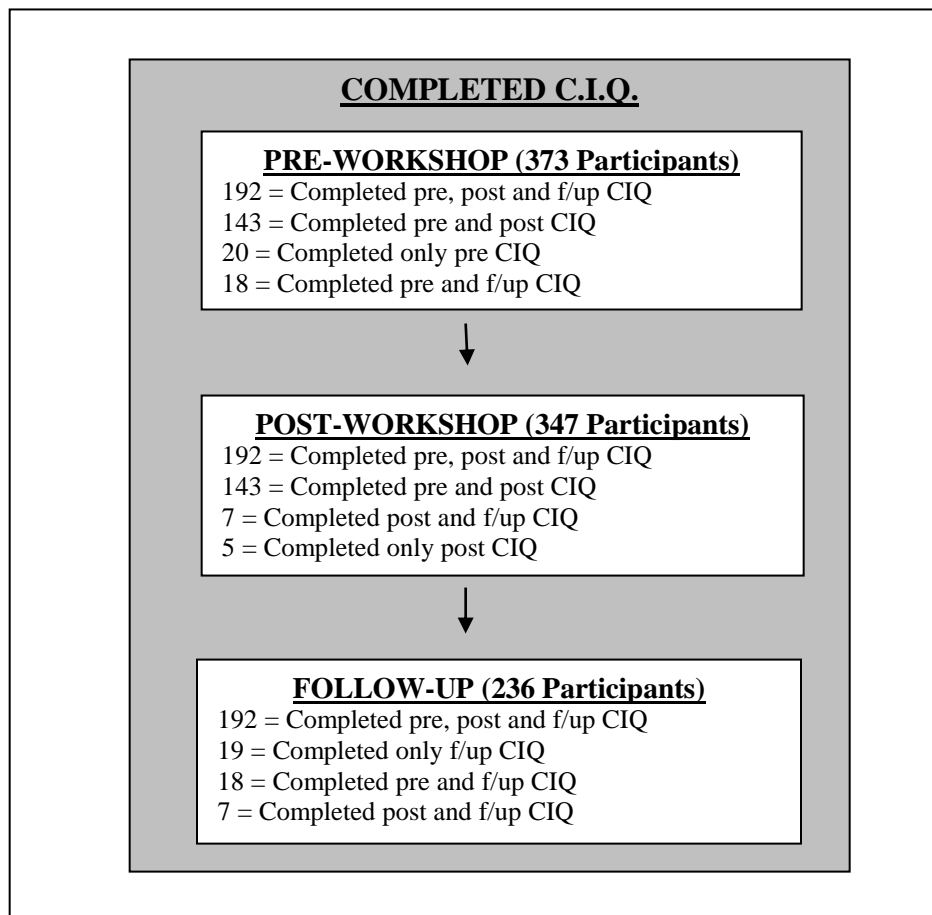 COMPLETED C.I.Q.
PRE-WORKSHOP (373 Participants)
192 = Completed pre, post and f/up CIQ
143 = Completed pre and post CIQ
20 = Completed only pre CIQ
18 = Completed pre and f/up CIQ
POST-WORKSHOP (347 Participants)
192 = Completed pre, post and f/up CIQ
143 = Completed pre and post CIQ
7 = Completed post and f/up CIQ
5 = Completed only post CIQ
FOLLOW-UP (236 Participants)
192 = Completed pre, post and f/up CIQ
19 = Completed only f/up CIQ
18 = Completed pre and f/up CIQ
7 = Completed post and f/up CIQ